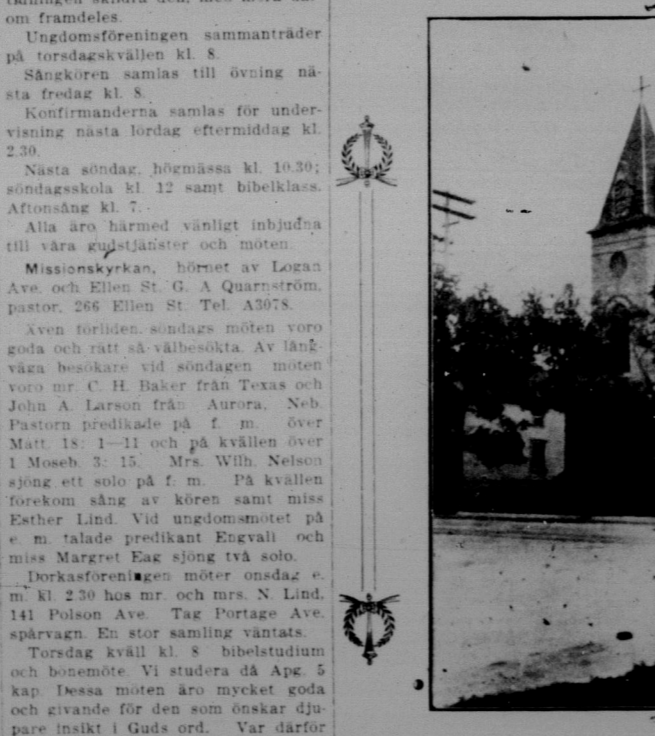 om framdeles.
Ungdomsföreningen sammanträder
på torsdagskvällen kl. 8.
Sångkören samlas till övning nä-
sta fredag kl. 8.
Konfirmanderna samlas för under-
visning nästa lördag eftermiddag kl.
2.30.
Nästa söndag, högmässa kl. 10.30;
söndagsskola kl. 12 samt bibelklass.
Aftonsång kl. 7.
Alla äro härmed vänligt inbjudna
till våra gudstjänster och möten.
Missionskyrkan, hörnet av Logan
Ave. och Ellen St. G. A Quarnström,
pastor, 266 Ellen St. Tel. A3078.
Även förliden söndags möten voro
goda och rätt så välbesökta. Av lång-
väga besökare vid söndagen möten
voro mr. C. H. Baker från Texas och
John A. Larson från Aurora, Neb.
Pastorn predikade på f. m. över
Matt. 18: 1—11 och på kvällen över
1 Moseb. 3: 15. Mrs. Wilh. Nelson
sjöng ett solo på f. m. På kvällen
förekom sång av kören samt miss
Esther Lind. Vid ungdomsmötet på
e. m. talade predikant Engvall och
miss Margret Eag sjöng två solo.
Dorkasföreningen möter onsdag e.
m. kl. 2.30 hos mr. och mrs. N. Lind,
141 Polson Ave. Tag Portage Ave.
spårvagn. En stor samling väntats.
Torsdag kväll kl. 8 bibelstudium
och bönemöte. Vi studera då Apg. 5
kap. Dessa möten äro mycket goda
och givande för den som önskar dju-
pare insikt i Guds ord. Var därför